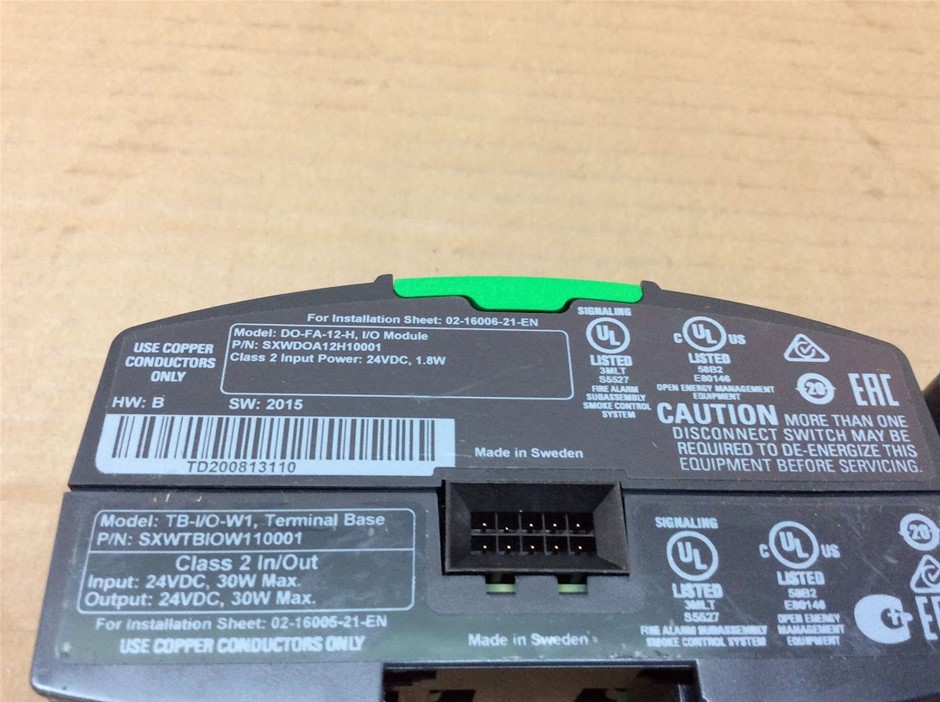 For Installation Sheet: 02-16006-21-EN
USE COPPER
CONDUCTORS
ONLY
Model: DO-FA-12-H, I/O Module
P/N: SXWDOA12H10001
Class 2 Input Power: 24VDC, 1.8W
HW: B SW: 2015
TD200813110
Made in Sweden
SIGNALING
UL
LISTED
3MLT
S5527
FIRE ALARM
SUBASSEMBLY
SMOKE CONTROL
SYSTEM
C UL US
LISTED
58B2
E80146
OPEN ENERGY MANAGEMENT
EQUIPMENT
20
EAC
CAUTION MORE THAN ONE
DISCONNECT SWITCH MAY BE
REQUIRED TO DE-ENERGIZE THIS
EQUIPMENT BEFORE SERVICING.
Model: TB-I/O-W1, Terminal Base
P/N: SXWTBIOW110001
Class 2 In/Out
Input: 24VDC, 30W Max.
Output: 24VDC, 30W Max.
For Installation Sheet: 02-16005-21-EN
USE COPPER CONDUCTORS ONLY
Made in Sweden
SIGNALING
UL
LISTED
3MLT
S5527
FIRE ALARM SUBASSEMBLY
SMOKE CONTROL SYSTEM
C UL US
LISTED
58B2
E80146
OPEN ENERGY
MANAGEMENT
EQUIPMENT
20